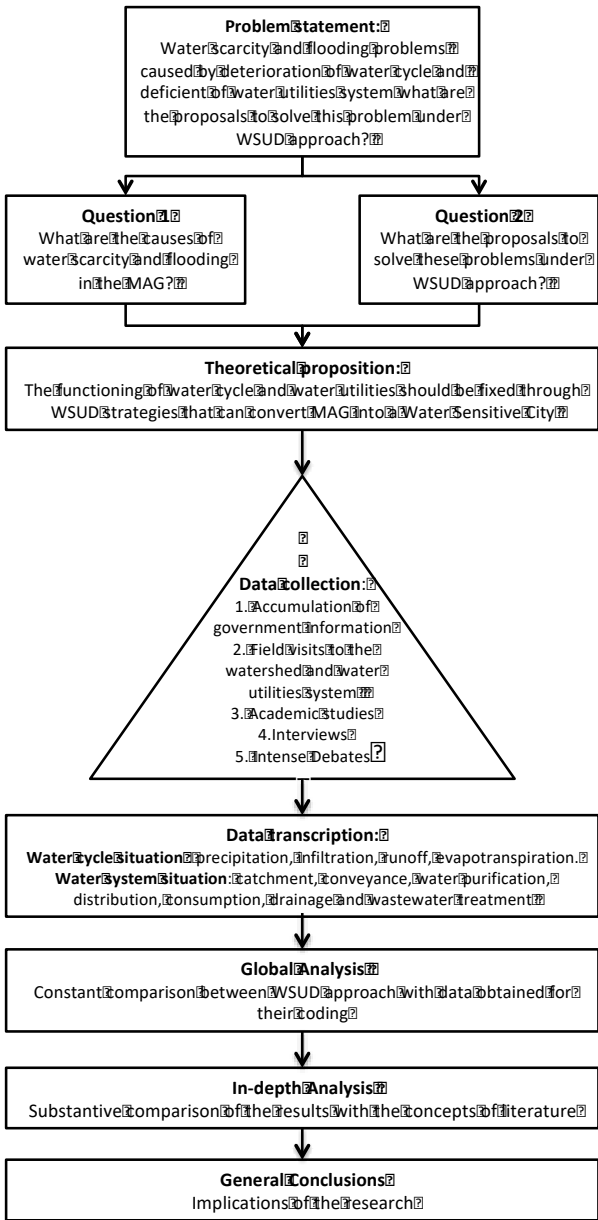 Problem statement:
Water scarcity and flooding problems
caused by deterioration of water cycle and
deficient of water utilities system what are
the proposals to solve this problem under
WSUD approach?
Question 1
What are the causes of
water scarcity and flooding
in the MAG?
Question 2
What are the proposals to
solve these problems under
WSUD approach?
Theoretical proposition:
The functioning of water cycle and water utilities should be fixed through
WSUD strategies that can convert MAG into a Water Sensitive City
Data collection:
1. Accumulation of
government information
2. Field visits to the
watershed and water
utilities system
3. Academic studies
4.Interviews
5. Intense Debates
Data transcription:
Water cycle situation: precipitation, infiltration, runoff, evapotranspiration.
Water system situation: catchment, conveyance, water purification,
distribution, consumption, drainage and wastewater treatment
Global Analysis
Constant comparison between WSUD approach with data obtained for
their coding
In-depth Analysis
Substantive comparison of the results with the concepts of literature
General Conclusions
Implications of the research